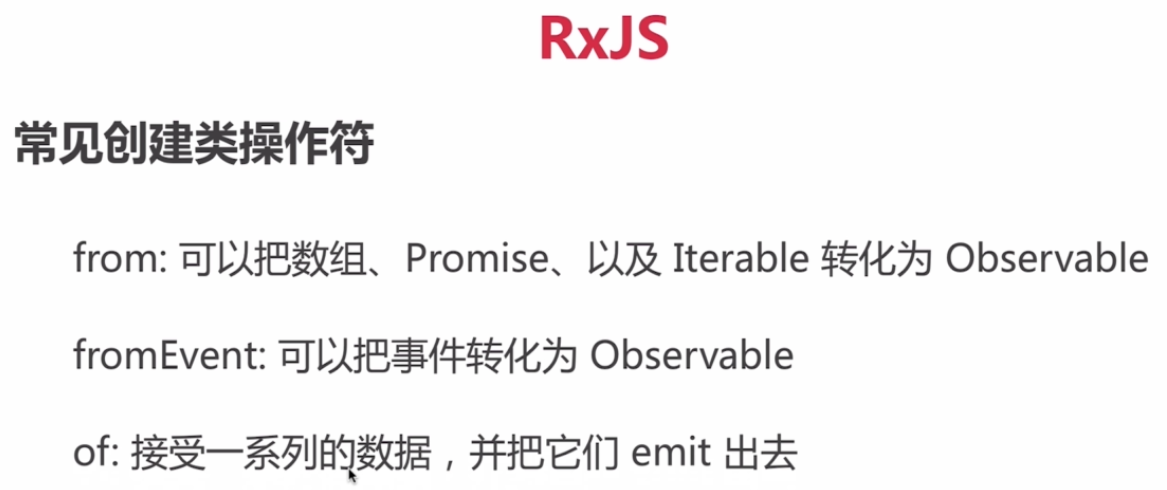 RxJS
常见创建类操作符
from: 可以把数组、Promise、以及 Iterable 转化为 Observable
fromEvent: 可以把事件转化为 Observable
of: 接受一系列的数据，并把它们 emit 出去